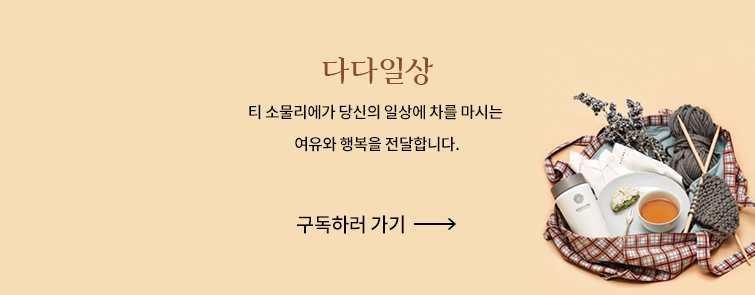 다다일상
티 소물리에가 당신의 일상에 차를 마시는
여유와 행복을 전달합니다.
구독하러 가기